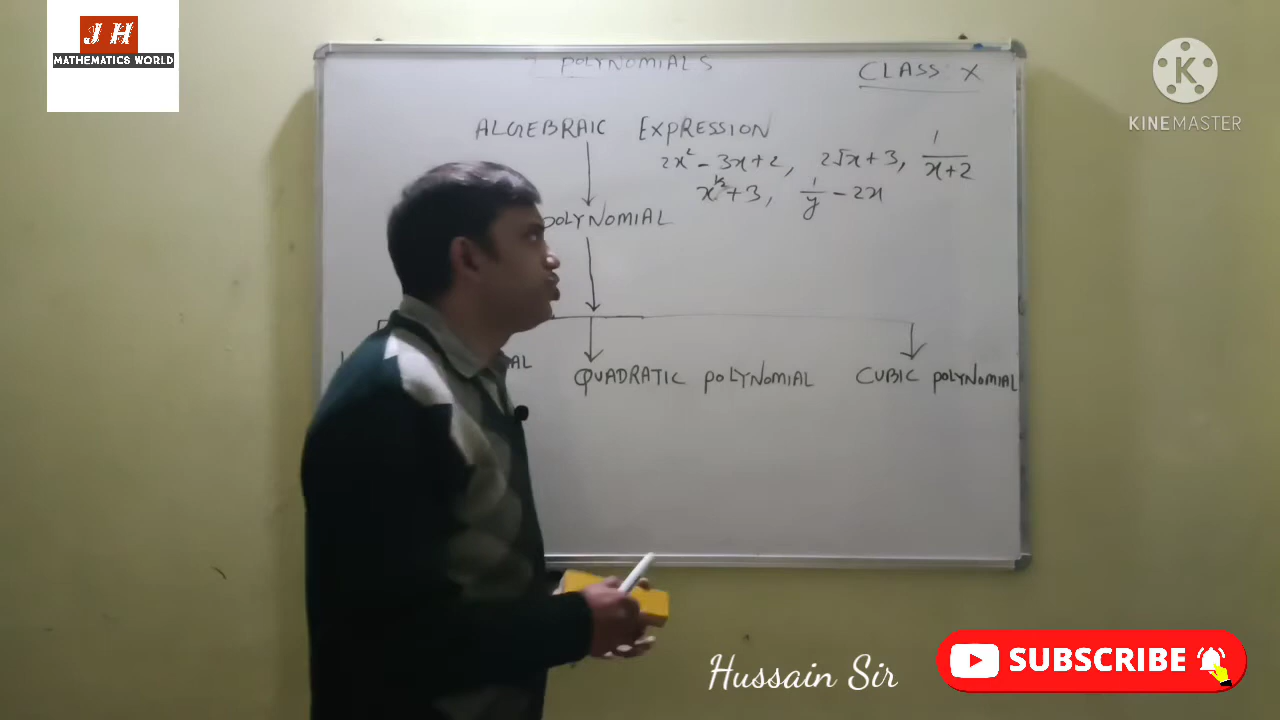 J H
MATHEMATICS WORLD
POLYNOMIALS
CLASS X
K
KINEMASTER
ALGEBRAIC EXPRESSION
2x² - 3x + 2, 2√x + 3, 1/(x+2)
x^½ + 3, 1/y - 2x
POLYNOMIAL
QUADRATIC POLYNOMIAL
CUBIC POLYNOMIAL
Hussain Sir
SUBSCRIBE